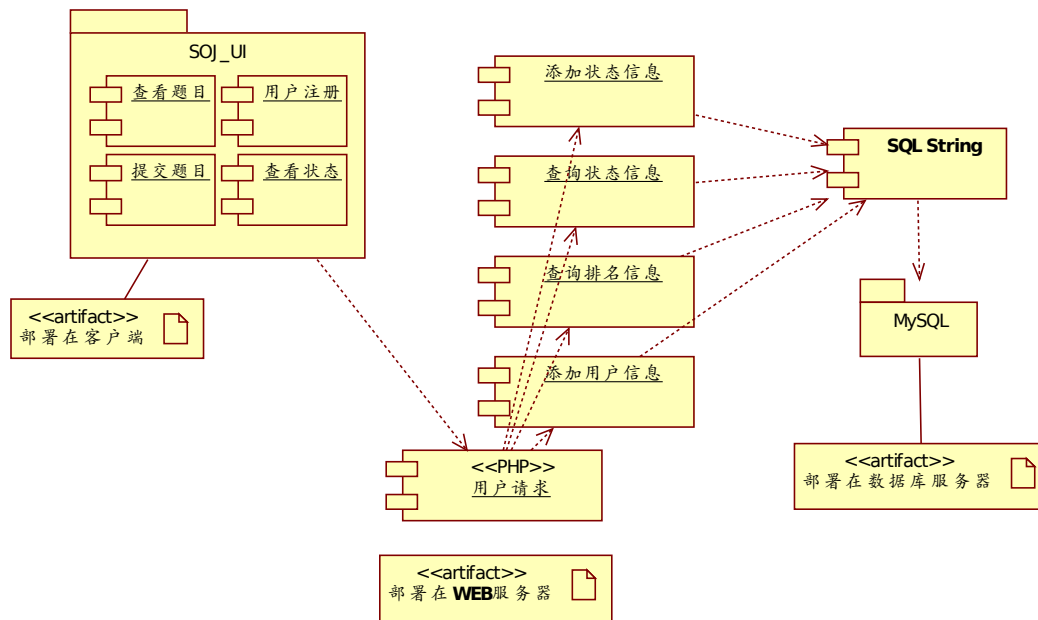 SOJ_UI
查看题目
用户注册
提交题目
查看状态
<<artifact>>
部署在客户端
添加状态信息
查询状态信息
查询排名信息
添加用户信息
SQL String
MySQL
<<artifact>>
部署在数据库服务器
<<PHP>>
用户请求
<<artifact>>
部署在WEB服务器